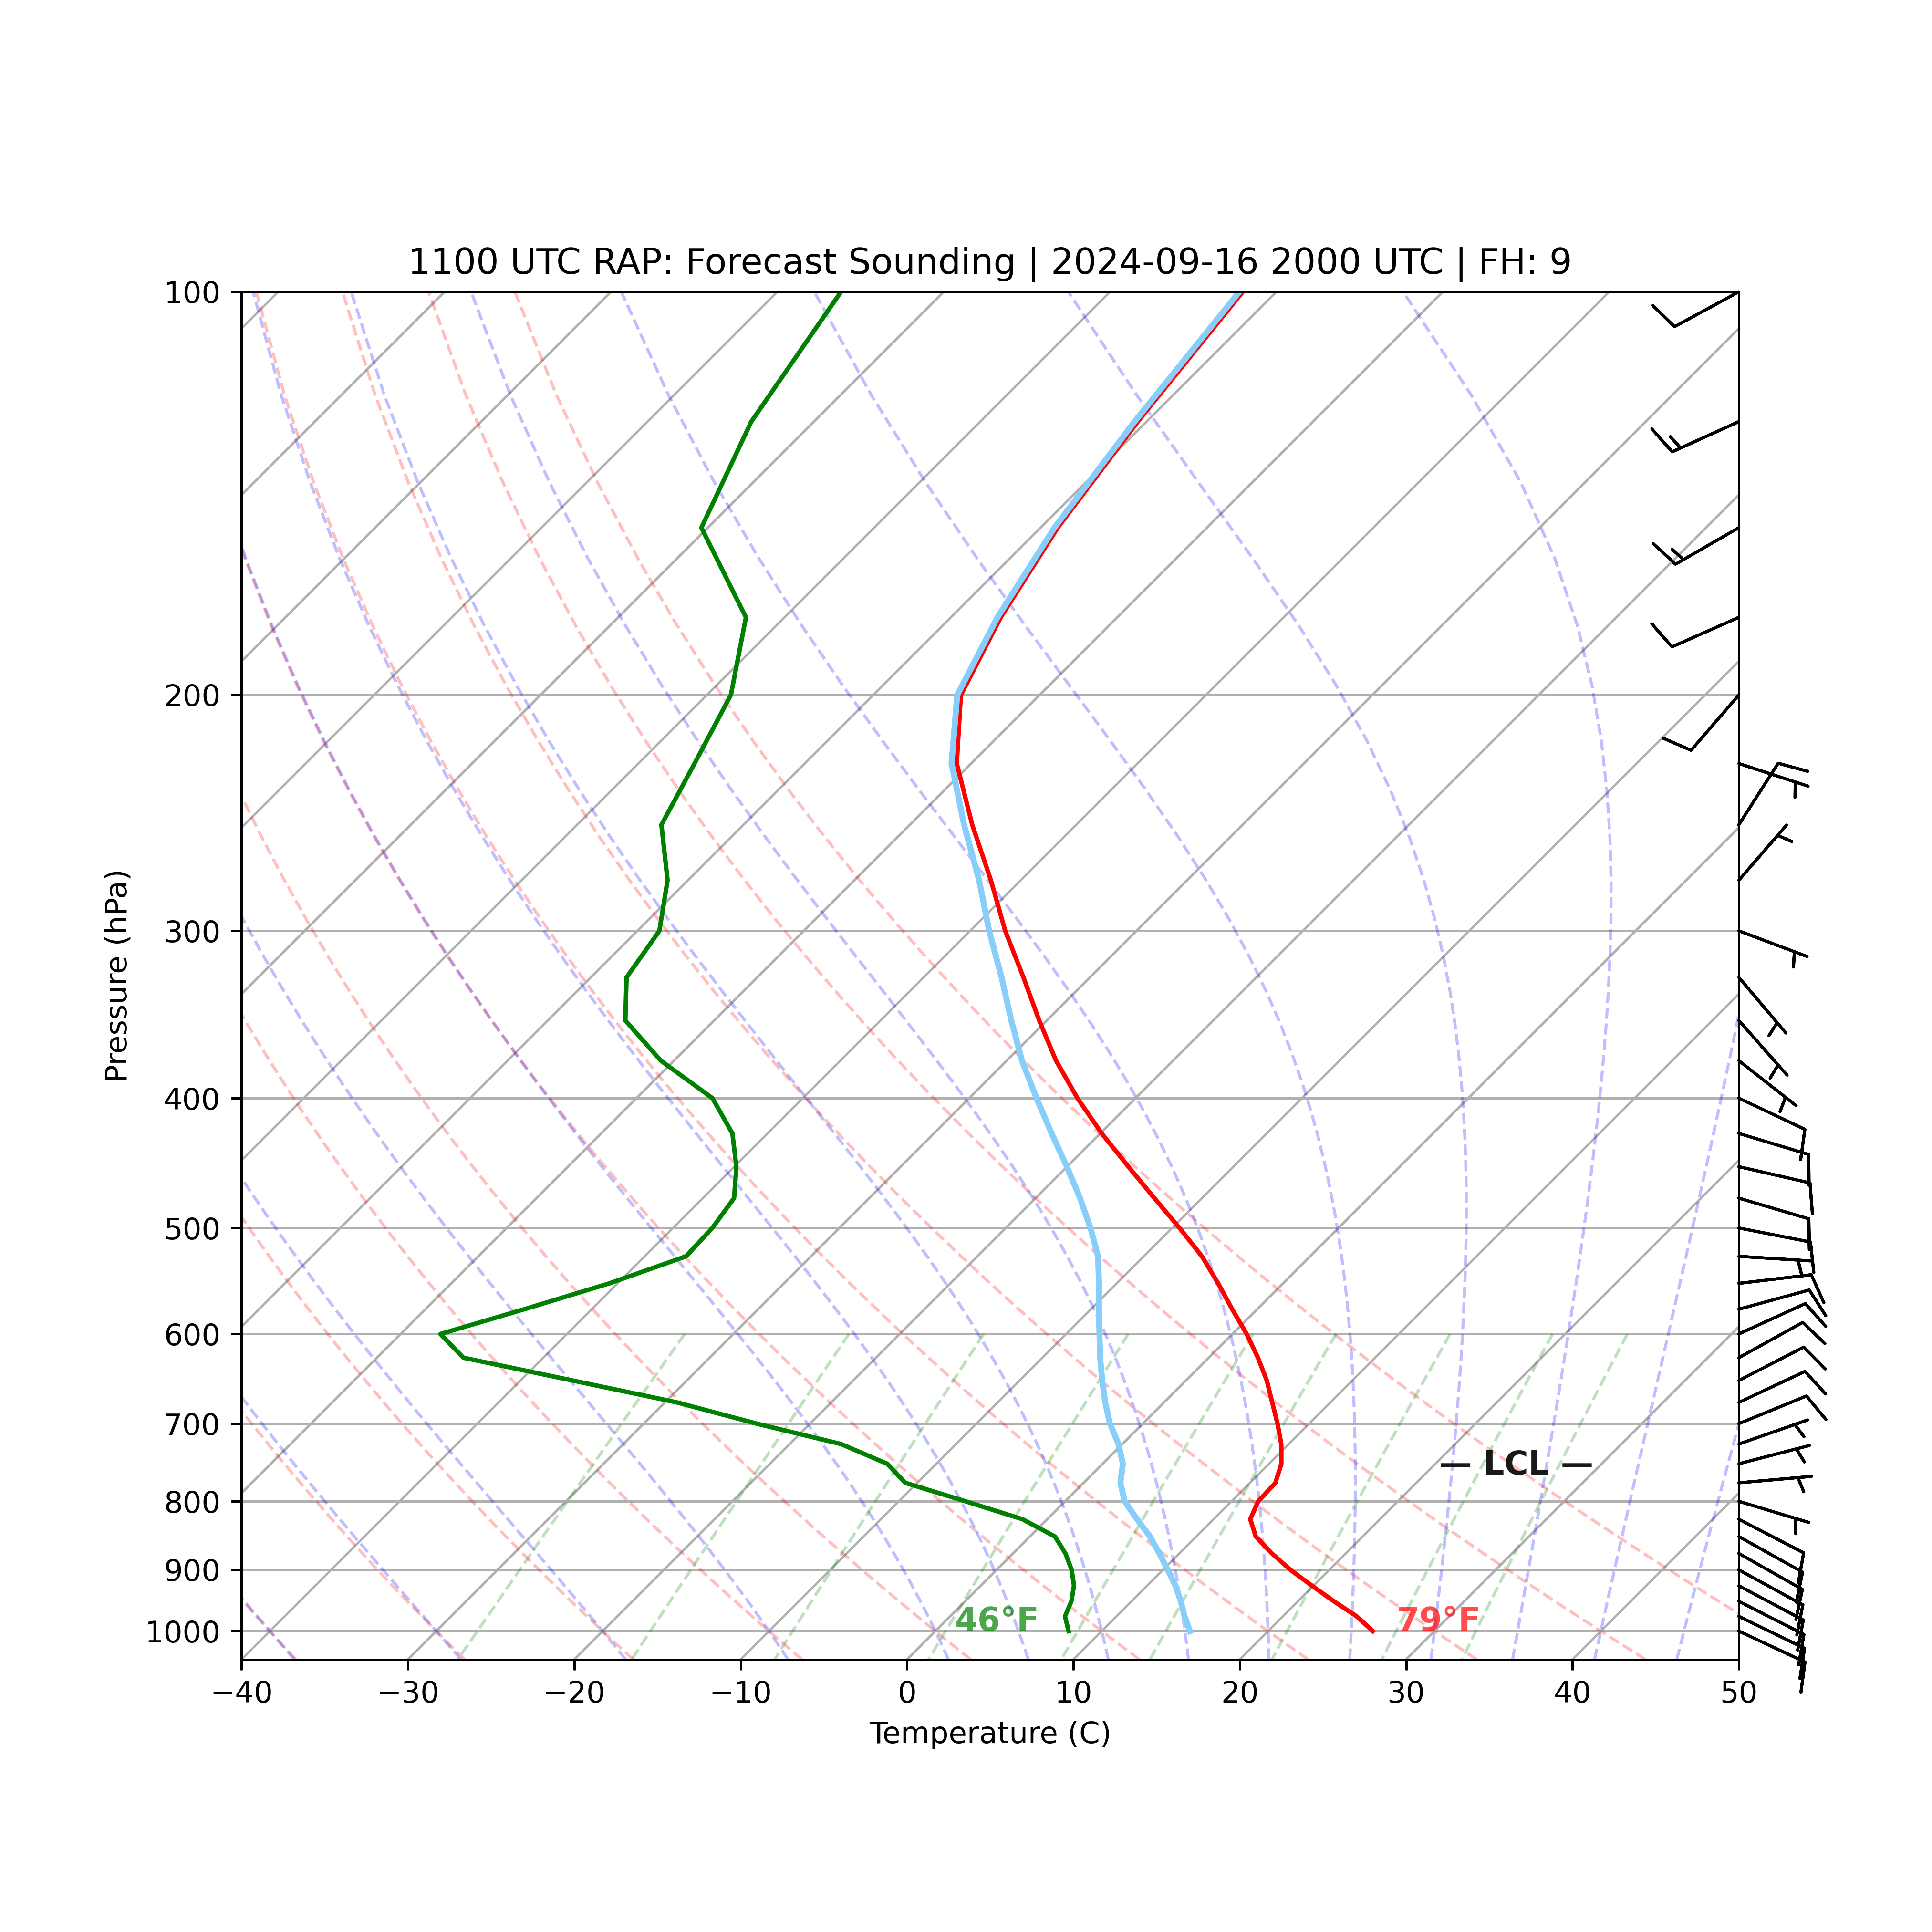 1100 UTC RAP: Forecast Sounding | 2024-09-16 2000 UTC | FH: 9
100
200
300
400
500
600
700
800
900
1000
Pressure (hPa)
— LCL —
46°F
79°F
−40 −30 −20 −10 0 10 20 30 40 50
Temperature (C)